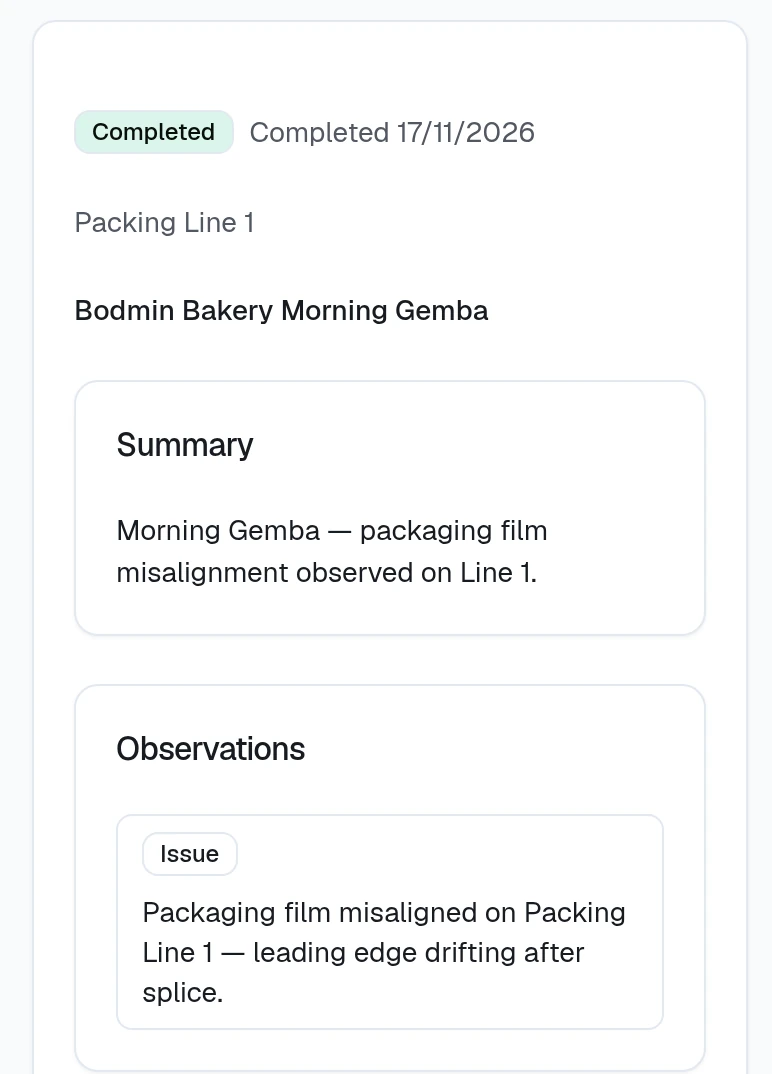 Completed Completed 17/11/2026
Packing Line 1
Bodmin Bakery Morning Gemba
Summary
Morning Gemba — packaging film
misalignment observed on Line 1.
Observations
Issue
Packaging film misaligned on Packing
Line 1 — leading edge drifting after
splice.